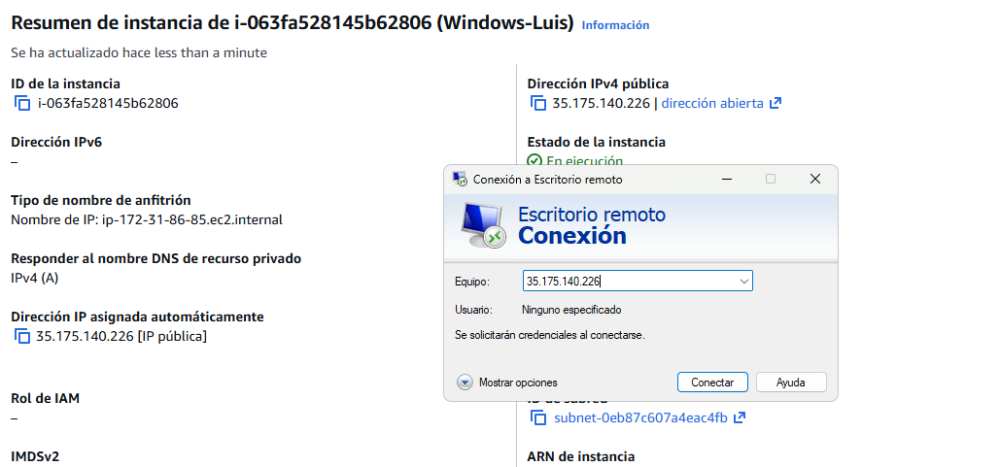 Resumen de instancia de i-063fa528145b62806 (Windows-Luis) Información
Se ha actualizado hace less than a minute
ID de la instancia
i-063fa528145b62806
Dirección IPv6
–
Tipo de nombre de anfitrión
Nombre de IP: ip-172-31-86-85.ec2.internal
Responder al nombre DNS de recurso privado
IPv4 (A)
Dirección IP asignada automáticamente
35.175.140.226 [IP pública]
Rol de IAM
–
IMDSv2
Dirección IPv4 pública
35.175.140.226 | dirección abierta
Estado de la instancia
En ejecución
Conexión a Escritorio remoto
Escritorio remoto
Conexión
Equipo: 35.175.140.226
Usuario: Ninguno especificado
Se solicitarán credenciales al conectarse.
Mostrar opciones Conectar Ayuda
ID de subred
subnet-0eb87c607a4eac4fb
ARN de instancia